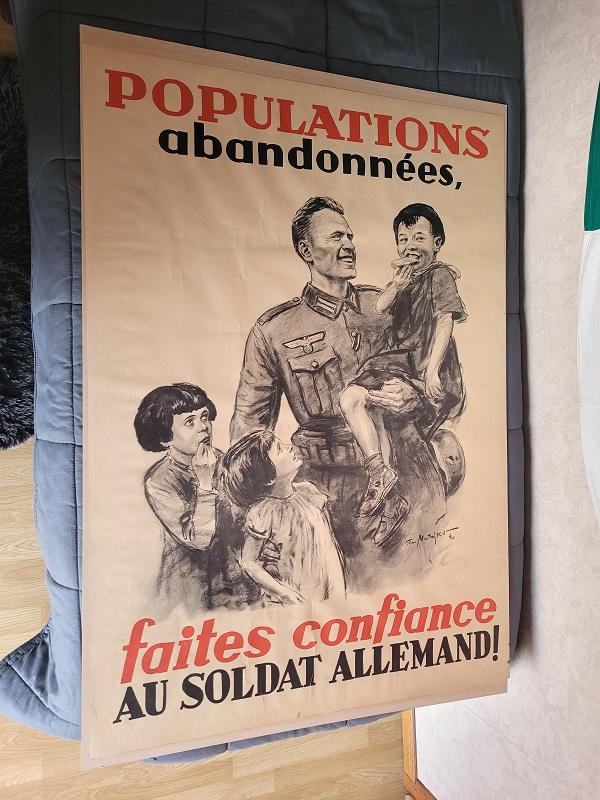 POPULATIONS
abandonnées,
faites confiance
AU SOLDAT ALLEMAND!